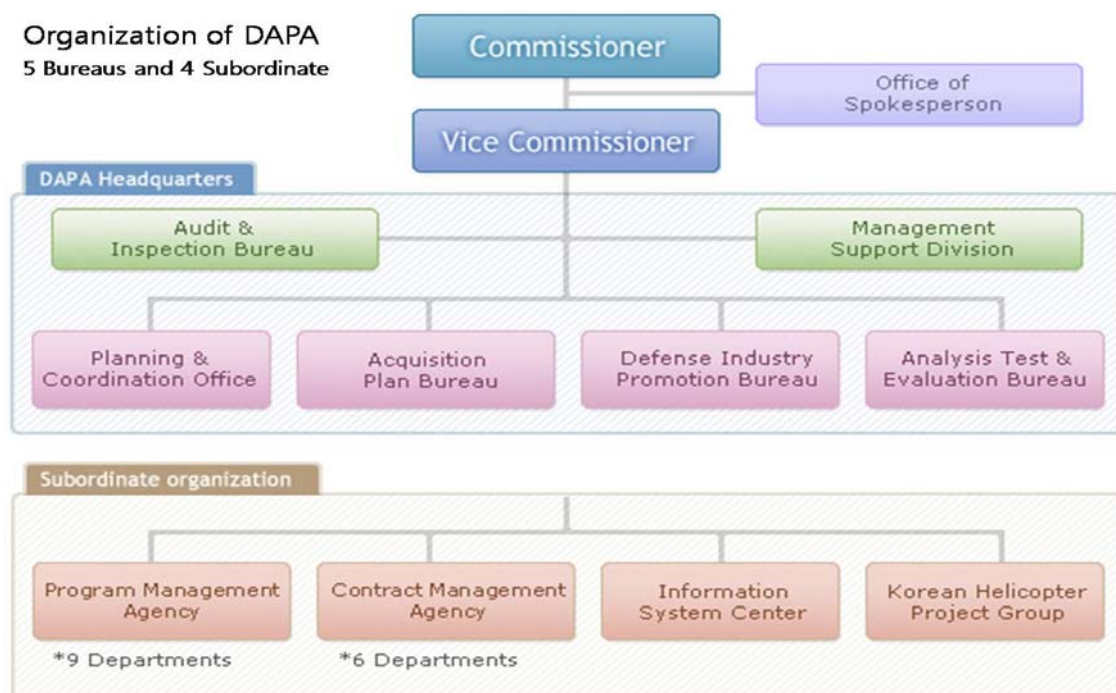 Organization of DAPA
5 Bureaus and 4 Subordinate
Commissioner
Office of
Spokesperson
Vice Commissioner
DAPA Headquarters
Audit &
Inspection Bureau
Management
Support Division
Planning &
Coordination Office
Acquisition
Plan Bureau
Defense Industry
Promotion Bureau
Analysis Test &
Evaluation Bureau
Subordinate organization
Program Management
Agency
Contract Management
Agency
Information
System Center
Korean Helicopter
Project Group
*9 Departments
*6 Departments